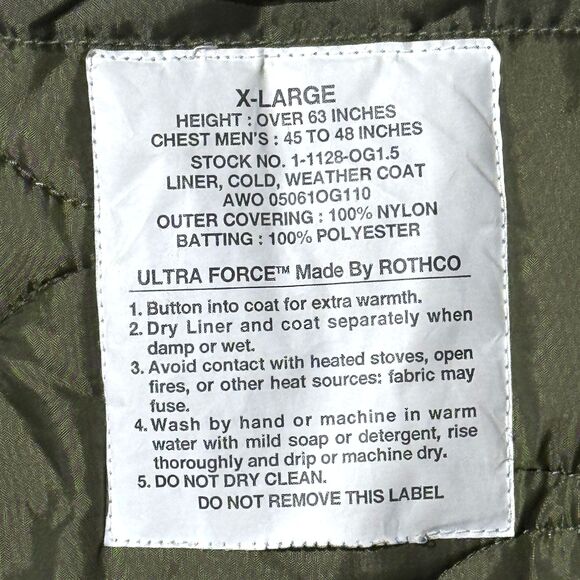 X-LARGE
HEIGHT : OVER 63 INCHES
CHEST MEN'S : 45 TO 48 INCHES
STOCK NO. 1-1128-OG1.5
LINER, COLD, WEATHER COAT
AWO 05061OG110
OUTER COVERING : 100% NYLON
BATTING : 100% POLYESTER
ULTRA FORCE™ Made By ROTHCO
1. Button into coat for extra warmth.
2. Dry Liner and coat separately when
damp or wet.
3. Avoid contact with heated stoves, open
fires, or other heat sources: fabric may
fuse.
4. Wash by hand or machine in warm
water with mild soap or detergent, rise
thoroughly and drip or machine dry.
5. DO NOT DRY CLEAN.
DO NOT REMOVE THIS LABEL